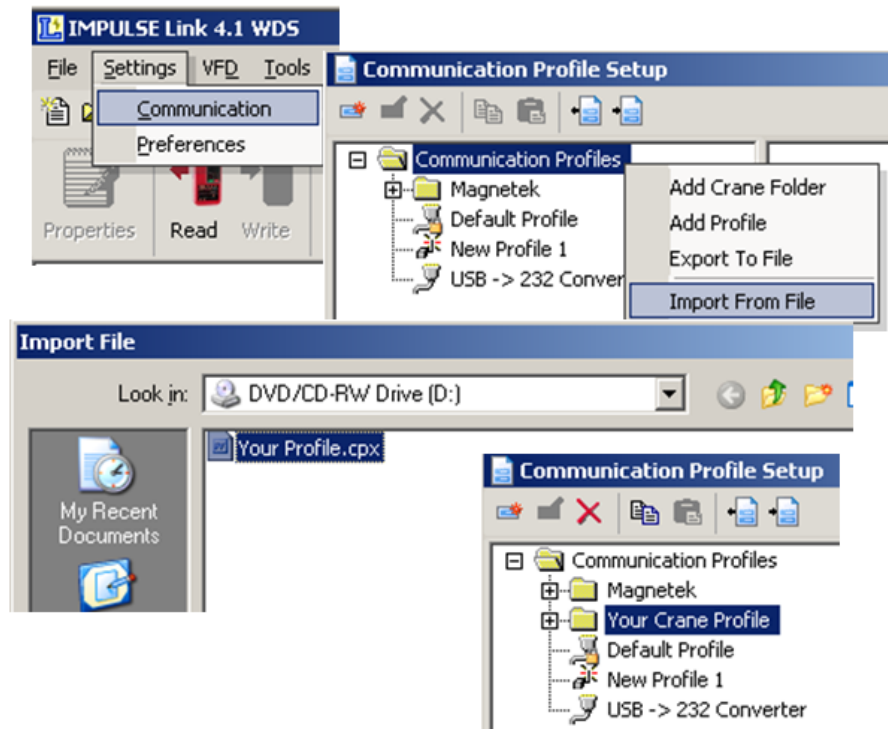 IMPULSE Link 4.1 WDS
File Settings VFD Tools
Communication
Preferences
Properties Read Write
Communication Profile Setup
Communication Profiles
Magnetek
Default Profile
New Profile 1
USB -> 232 Conver
Add Crane Folder
Add Profile
Export To File
Import From File
Import File
Look in: DVD/CD-RW Drive (D:)
Your Profile.cpx
My Recent
Documents
Communication Profile Setup
Communication Profiles
Magnetek
Your Crane Profile
Default Profile
New Profile 1
USB -> 232 Converter